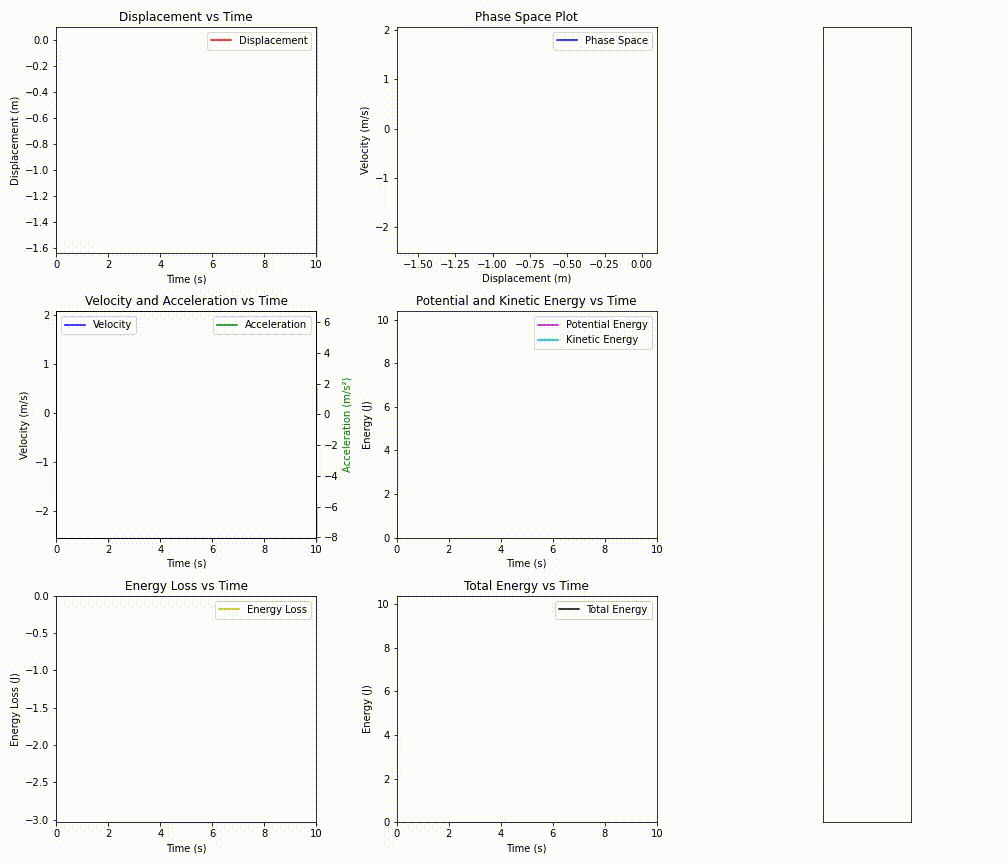 Displacement vs Time
Displacement
Displacement (m)
0.0
−0.2
−0.4
−0.6
−0.8
−1.0
−1.2
−1.4
−1.6
0 2 4 6 8 10
Time (s)
Phase Space Plot
Phase Space
Velocity (m/s)
2
1
0
−1
−2
−1.50 −1.25 −1.00 −0.75 −0.50 −0.25 0.00
Displacement (m)
Velocity and Acceleration vs Time
Velocity
Acceleration
Velocity (m/s)
2
1
0
−1
−2
6
4
2
0
−2
−4
−6
−8
Acceleration (m/s²)
0 2 4 6 8 10
Time (s)
Potential and Kinetic Energy vs Time
Potential Energy
Kinetic Energy
Energy (J)
10
8
6
4
2
0
0 2 4 6 8 10
Time (s)
Energy Loss vs Time
Energy Loss
Energy Loss (J)
0.0
−0.5
−1.0
−1.5
−2.0
−2.5
−3.0
0 2 4 6 8 10
Time (s)
Total Energy vs Time
Total Energy
Energy (J)
10
8
6
4
2
0
0 2 4 6 8 10
Time (s)